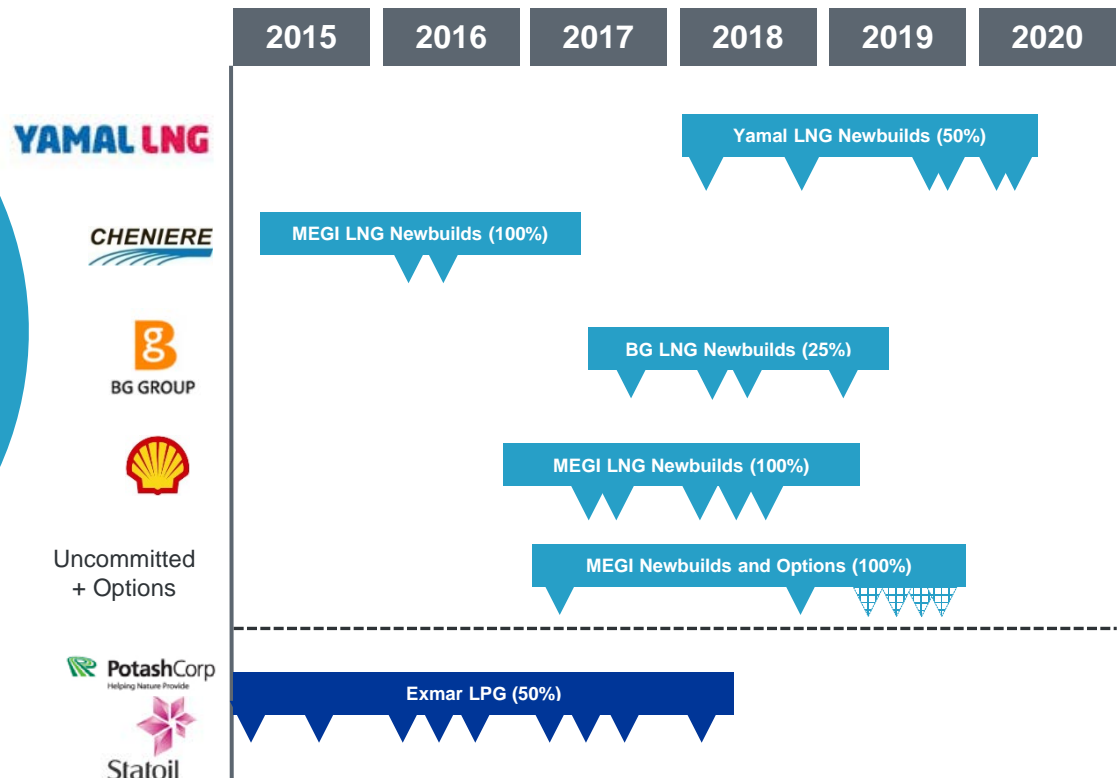 2015 2016 2017 2018 2019 2020
YAMAL LNG
Yamal LNG Newbuilds (50%)
CHENIERE
MEGI LNG Newbuilds (100%)
g
BG GROUP
BG LNG Newbuilds (25%)
MEGI LNG Newbuilds (100%)
Uncommitted
+ Options
MEGI Newbuilds and Options (100%)
PotashCorp
Helping Nature Provide
Exmar LPG (50%)
Statoil